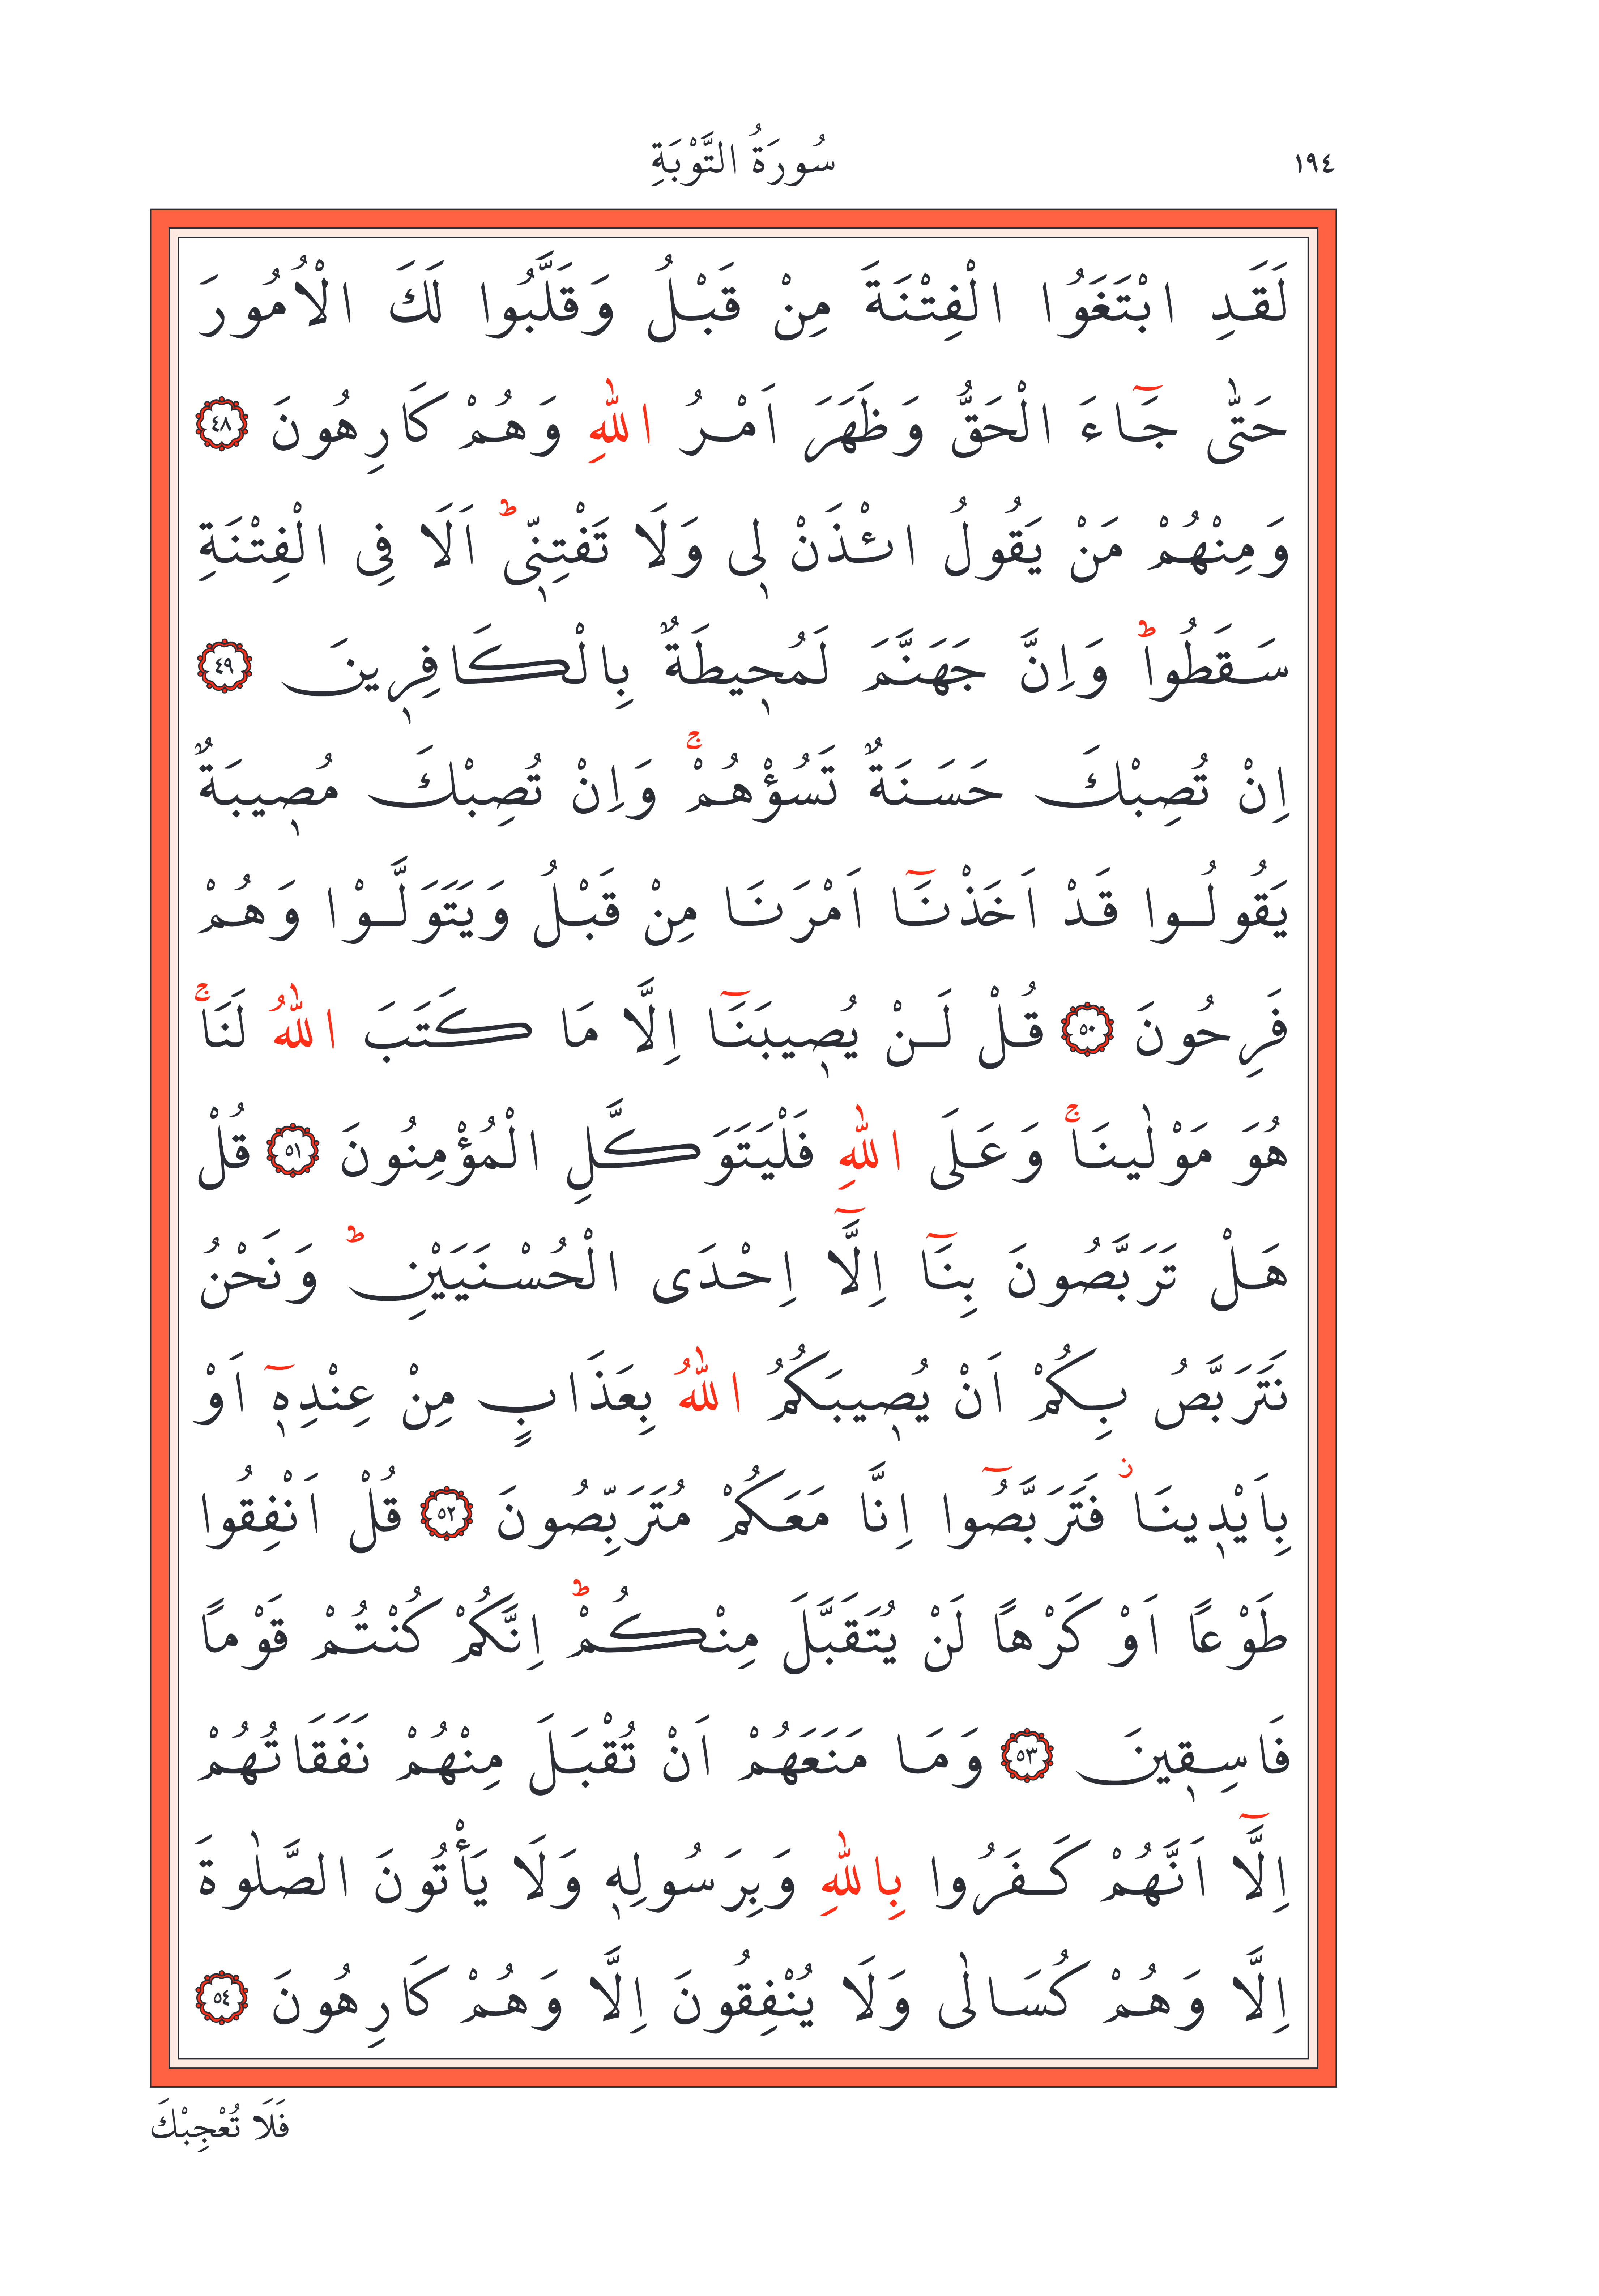 ١٩٤
سُورَةُ التَّوْبَةِ
لَقَدِ ابْتَغَوُا الْفِتْنَةَ مِنْ قَبْلُ وَقَلَّبُوا لَكَ الْاُمُورَ
حَتّٰى جَٓاءَ الْحَقُّ وَظَهَرَ اَمْرُ اللّٰهِ وَهُمْ كَارِهُونَ ﴿٤٨﴾
وَمِنْهُمْ مَنْ يَقُولُ ائْذَنْ ل۪ى وَلَا تَفْتِنّ۪ىۜ اَلَا فِى الْفِتْنَةِ
سَقَطُواۜ وَاِنَّ جَهَنَّمَ لَمُح۪يطَةٌ بِالْكَافِر۪ينَ ﴿٤٩﴾
اِنْ تُصِبْكَ حَسَنَةٌ تَسُؤْهُمْۚ وَاِنْ تُصِبْكَ مُص۪يبَةٌ
يَقُولُوا قَدْ اَخَذْنَٓا اَمْرَنَا مِنْ قَبْلُ وَيَتَوَلَّوْا وَهُمْ
فَرِحُونَ ﴿٥٠﴾ قُلْ لَنْ يُص۪يبَنَٓا اِلَّا مَا كَتَبَ اللّٰهُ لَنَاۚ
هُوَ مَوْلٰينَاۚ وَعَلَى اللّٰهِ فَلْيَتَوَكَّلِ الْمُؤْمِنُونَ ﴿٥١﴾ قُلْ
هَلْ تَرَبَّصُونَ بِنَٓا اِلَّٓا اِحْدَى الْحُسْنَيَيْنِۜ وَنَحْنُ
نَتَرَبَّصُ بِكُمْ اَنْ يُص۪يبَكُمُ اللّٰهُ بِعَذَابٍ مِنْ عِنْدِه۪ٓ اَوْ
بِاَيْد۪ينَاۘ فَتَرَبَّصُٓوا اِنَّا مَعَكُمْ مُتَرَبِّصُونَ ﴿٥٢﴾ قُلْ اَنْفِقُوا
طَوْعًا اَوْ كَرْهًا لَنْ يُتَقَبَّلَ مِنْكُمْۜ اِنَّكُمْ كُنْتُمْ قَوْمًا
فَاسِق۪ينَ ﴿٥٣﴾ وَمَا مَنَعَهُمْ اَنْ تُقْبَلَ مِنْهُمْ نَفَقَاتُهُمْ
اِلَّٓا اَنَّهُمْ كَفَرُوا بِاللّٰهِ وَبِرَسُولِه۪ وَلَا يَأْتُونَ الصَّلٰوةَ
اِلَّا وَهُمْ كُسَالٰى وَلَا يُنْفِقُونَ اِلَّا وَهُمْ كَارِهُونَ ﴿٥٤﴾
فَلَا تُعْجِبْكَ